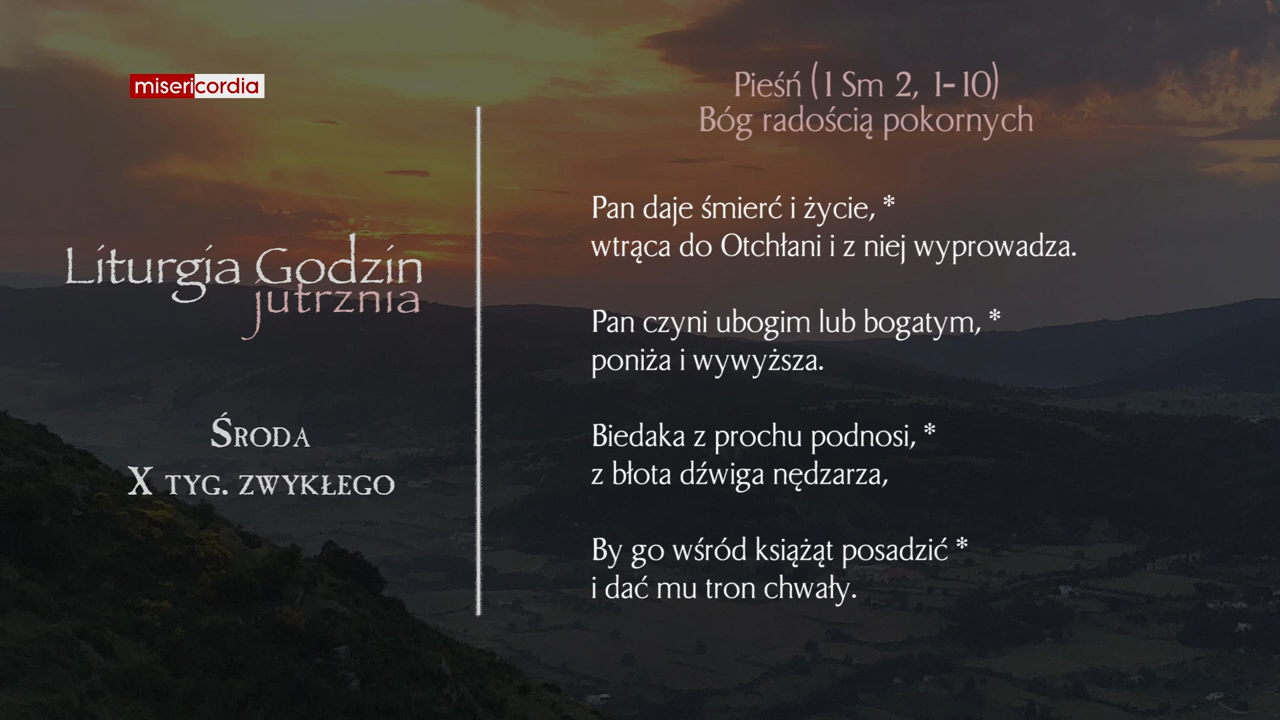 misericordia
Liturgia Godzin
jutrznia
Środa
X tyg. zwykłego
Pieśń (1 Sm 2, 1-10)
Bóg radością pokornych
Pan daje śmierć i życie, *
wtrąca do Otchłani i z niej wyprowadza.
Pan czyni ubogim lub bogatym, *
poniża i wywyższa.
Biedaka z prochu podnosi, *
z błota dźwiga nędzarza,
By go wśród książąt posadzić *
i dać mu tron chwały.